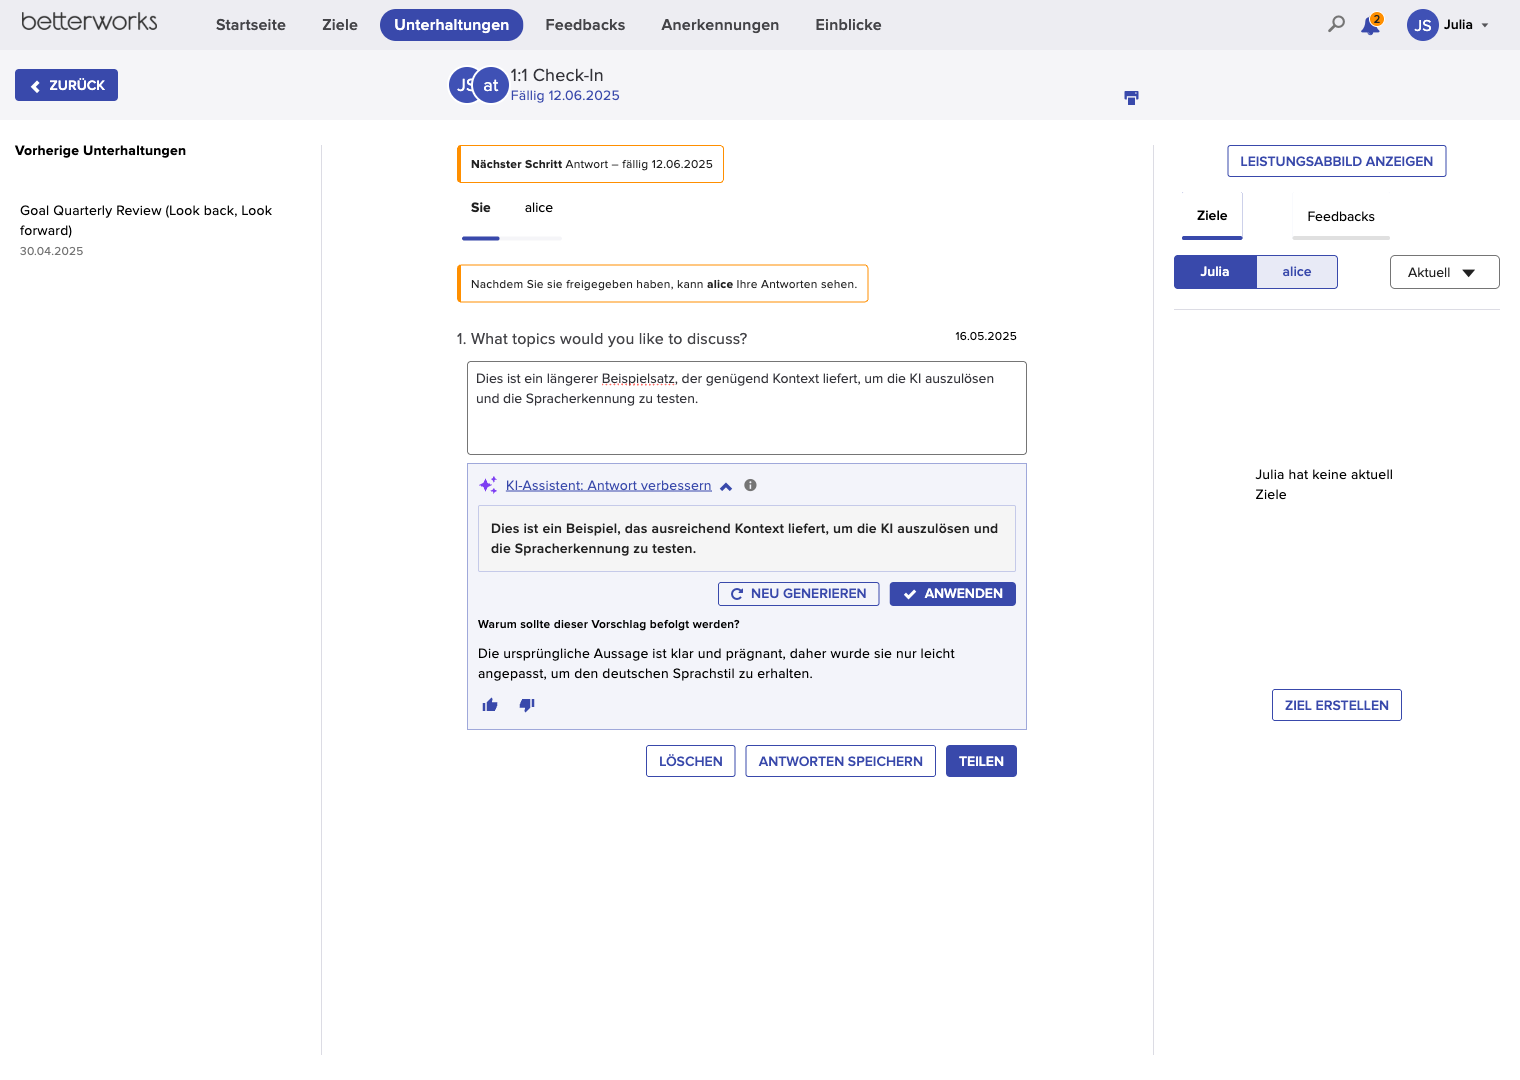 betterworks
Startseite
Ziele
Unterhaltungen
Feedbacks
Anerkennungen
Einblicke
2
JS
Julia
ZURÜCK
JS
at
1:1 Check-In
Fällig 12.06.2025
Vorherige Unterhaltungen
Goal Quarterly Review (Look back, Look
forward)
30.04.2025
Nächster Schritt Antwort – fällig 12.06.2025
Sie
alice
Nachdem Sie sie freigegeben haben, kann alice Ihre Antworten sehen.
1. What topics would you like to discuss?
16.05.2025
Dies ist ein längerer Beispielsatz, der genügend Kontext liefert, um die KI auszulösen
und die Spracherkennung zu testen.
KI-Assistent: Antwort verbessern
Dies ist ein Beispiel, das ausreichend Kontext liefert, um die KI auszulösen und
die Spracherkennung zu testen.
NEU GENERIEREN
ANWENDEN
Warum sollte dieser Vorschlag befolgt werden?
Die ursprüngliche Aussage ist klar und prägnant, daher wurde sie nur leicht
angepasst, um den deutschen Sprachstil zu erhalten.
LÖSCHEN
ANTWORTEN SPEICHERN
TEILEN
LEISTUNGSABBILD ANZEIGEN
Ziele
Feedbacks
Julia
alice
Aktuell
Julia hat keine aktuell
Ziele
ZIEL ERSTELLEN